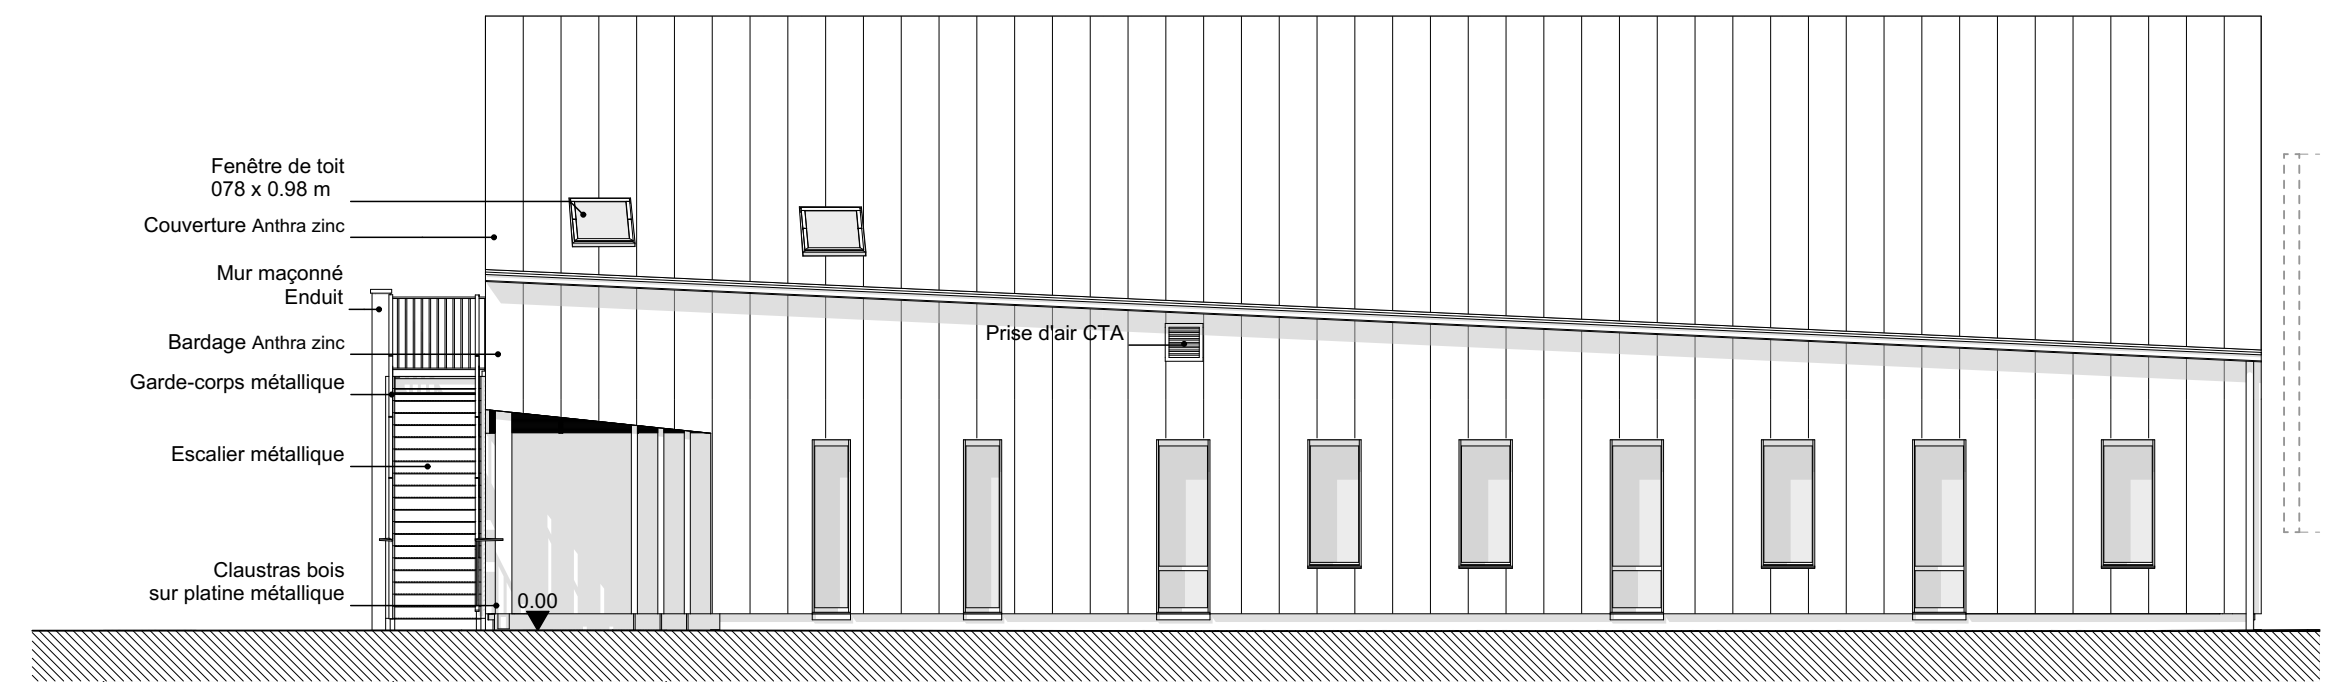 Fenêtre de toit
078 x 0.98 m
Couverture Anthra zinc
Mur maçonné
Enduit
Prise d'air CTA
Bardage Anthra zinc
Garde-corps métallique
Escalier métallique
Claustras bois
sur platine métallique
0.00